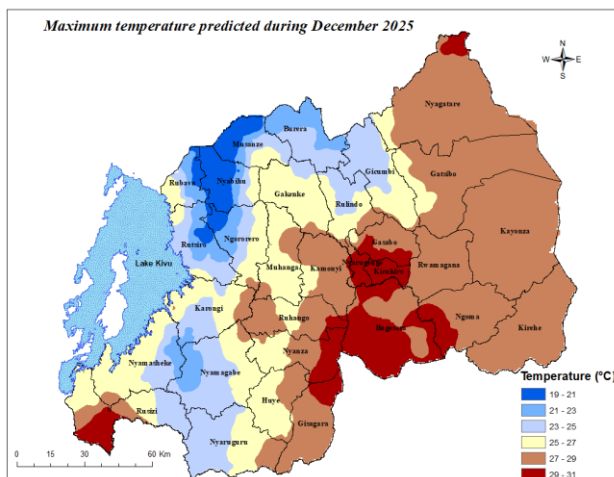 Maximum temperature predicted during December 2025
N
W E
S
Nyagatare
Burera
Musanze
Rubavu
Nyabihu
Gicumbi
Gatsibo
Gakenke
Rulindo
Kayonza
Rutsiro
Ngororero
Gasabo
Lake Kivu
Muhanga
Kamonyi
Kicukiro
Rwamagana
Karongi
Ruhango
Bugesera
Ngoma
Kirehe
Nyanza
Nyamasheke
Nyamagabe
Huye
Rusizi
Gisagara
Nyaruguru
Temperature (°C)
19 - 21
21 - 23
23 - 25
25 - 27
27 - 29
29 - 31
0 15 30 60 Km